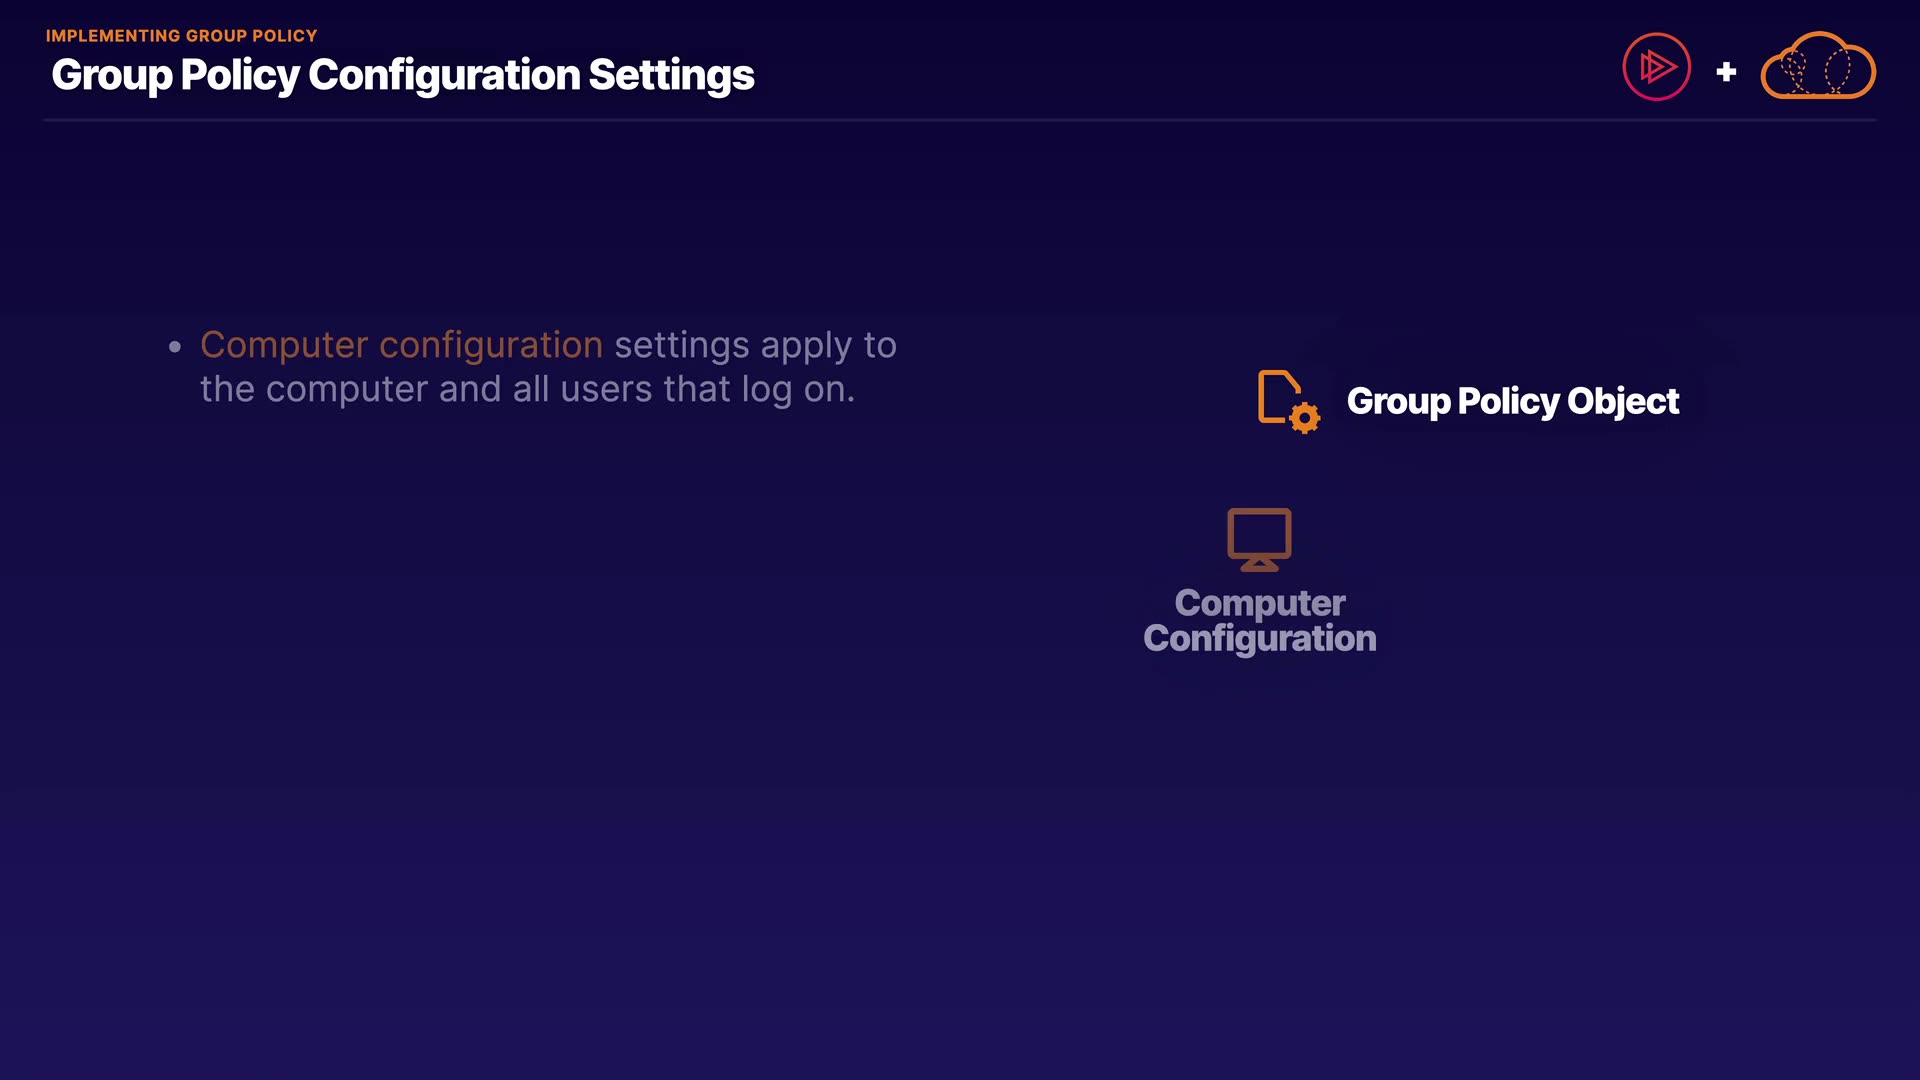 IMPLEMENTING GROUP POLICY
Group Policy Configuration Settings
+
• Computer configuration settings apply to
the computer and all users that log on.
Group Policy Object
Computer
Configuration